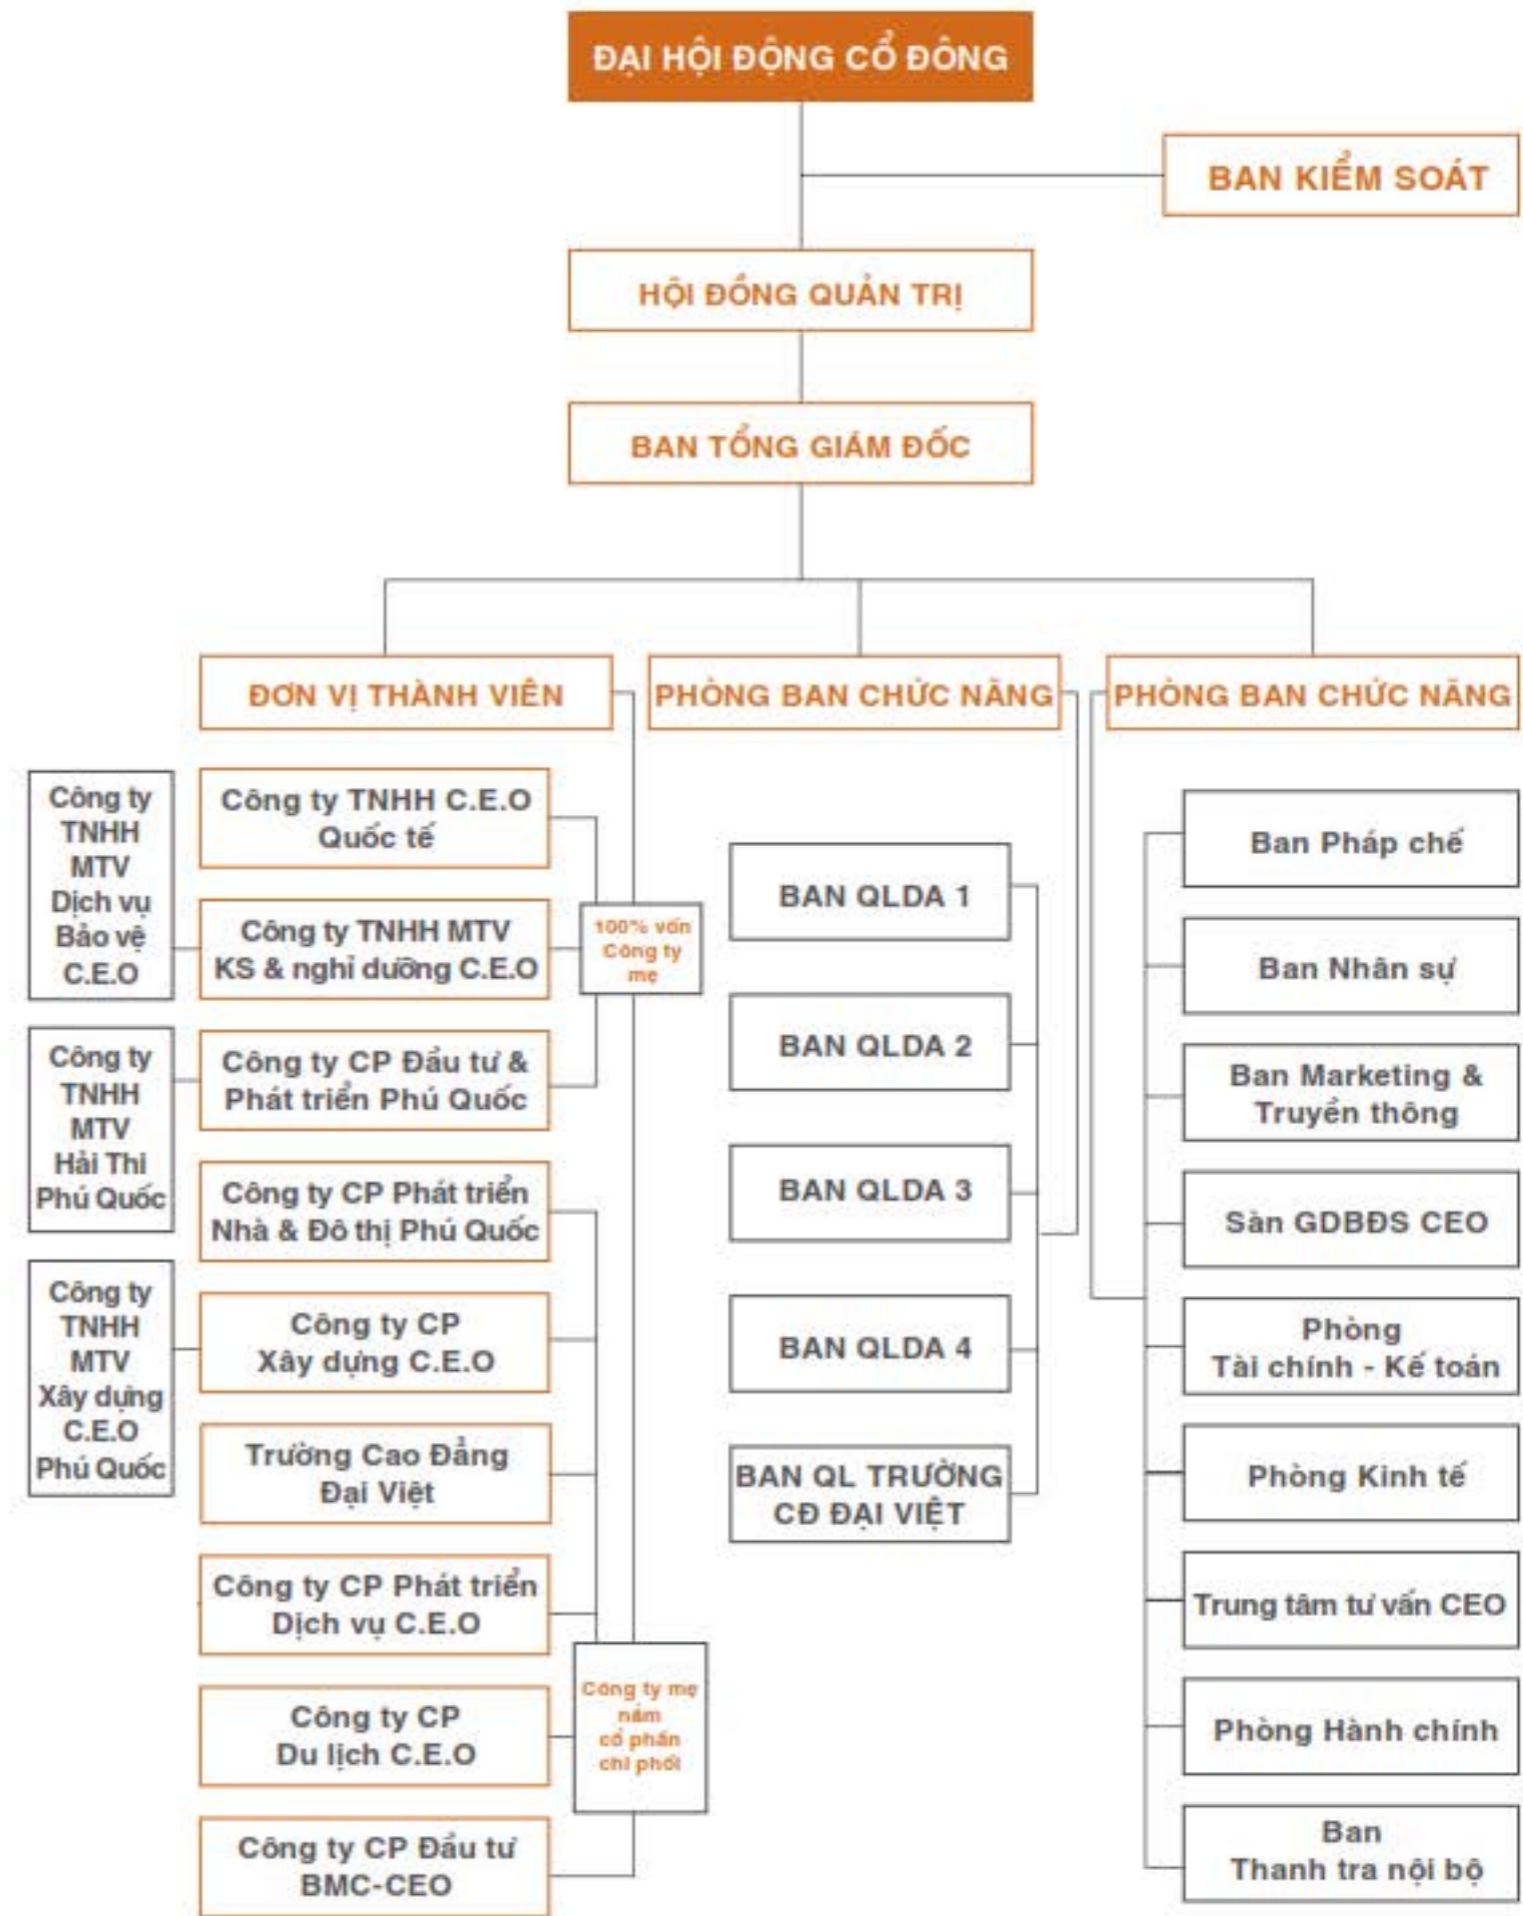 ĐẠI HỘI ĐỘNG CỔ ĐÔNG
BAN KIỂM SOÁT
HỘI ĐỒNG QUẢN TRỊ
BAN TỔNG GIÁM ĐỐC
ĐƠN VỊ THÀNH VIÊN
PHÒNG BAN CHỨC NĂNG
PHÒNG BAN CHỨC NĂNG
Công ty
TNHH
MTV
Dịch vụ
Bảo vệ
C.E.O
Công ty
TNHH
MTV
Hải Thi
Phú Quốc
Công ty
TNHH
MTV
Xây dựng
C.E.O
Phú Quốc
Công ty TNHH C.E.O
Quốc tế
Công ty TNHH MTV
KS & nghỉ dưỡng C.E.O
Công ty CP Đầu tư &
Phát triển Phú Quốc
Công ty CP Phát triển
Nhà & Đô thị Phú Quốc
Công ty CP
Xây dựng C.E.O
Trường Cao Đẳng
Đại Việt
Công ty CP Phát triển
Dịch vụ C.E.O
Công ty CP
Du lịch C.E.O
Công ty CP Đầu tư
BMC-CEO
100% vốn
Công ty
mẹ
Công ty mẹ
nắm
cổ phần
chi phối
BAN QLDA 1
BAN QLDA 2
BAN QLDA 3
BAN QLDA 4
BAN QL TRƯỜNG
CĐ ĐẠI VIỆT
Ban Pháp chế
Ban Nhân sự
Ban Marketing &
Truyền thông
Sàn GDBĐS CEO
Phòng
Tài chính - Kế toán
Phòng Kinh tế
Trung tâm tư vấn CEO
Phòng Hành chính
Ban
Thanh tra nội bộ